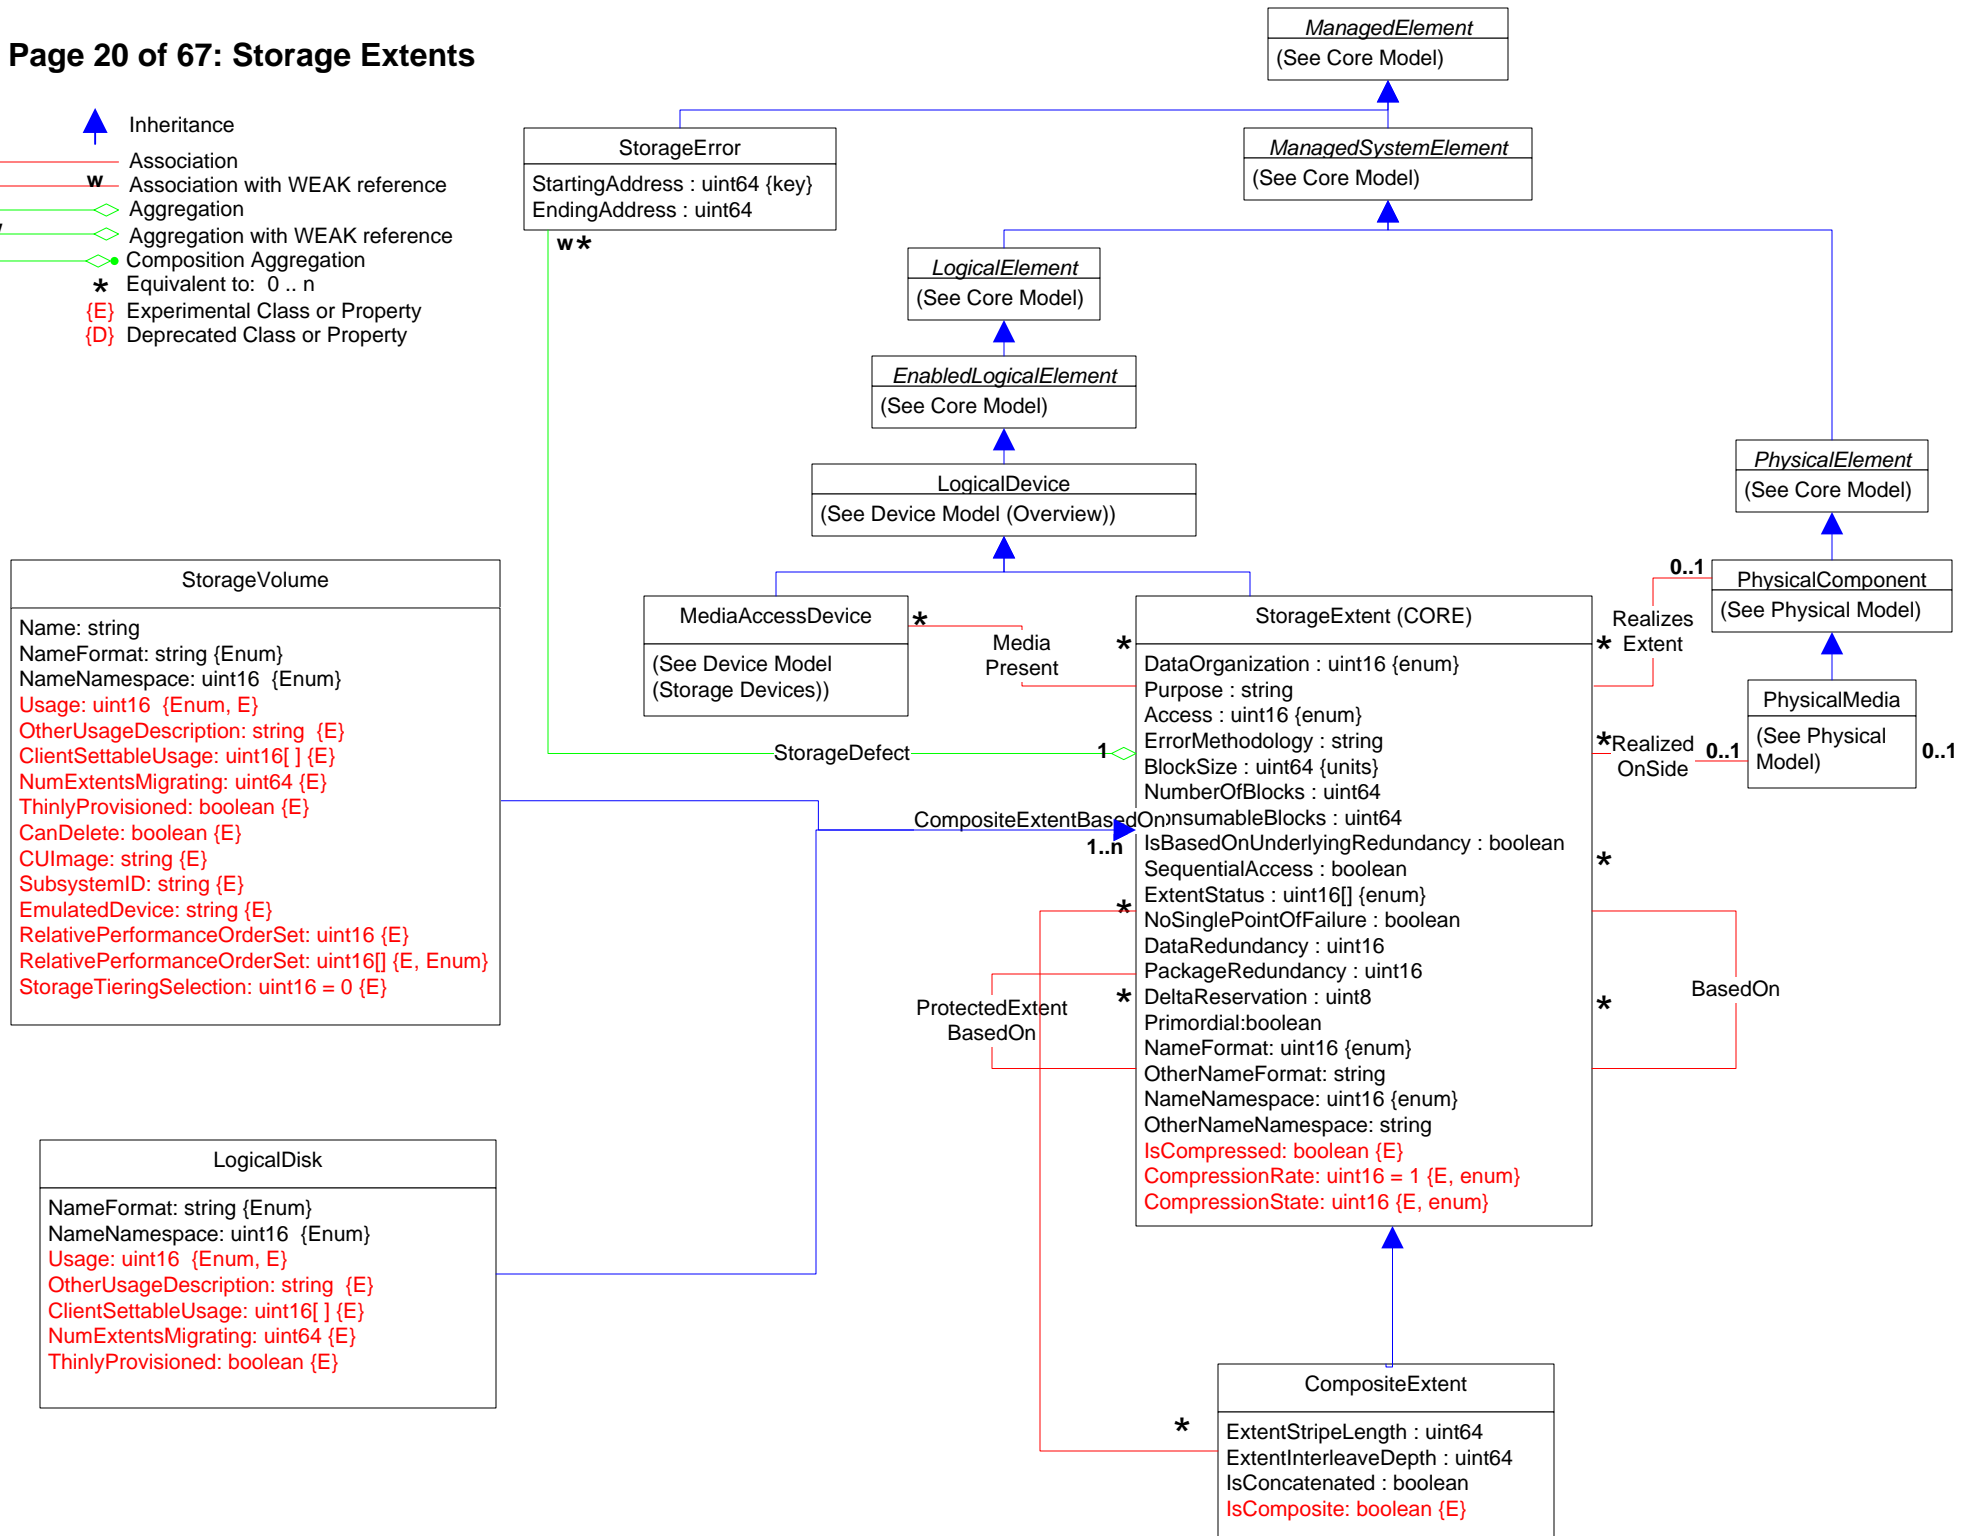 Page 20 of 67: Storage Extents
Inheritance
Association
w
Association with WEAK reference
Aggregation
Aggregation with WEAK reference
Composition Aggregation
* Equivalent to: 0 .. n
{E} Experimental Class or Property
{D} Deprecated Class or Property
ManagedElement
(See Core Model)
StorageError
StartingAddress : uint64 {key}
EndingAddress : uint64
w*
ManagedSystemElement
(See Core Model)
LogicalElement
(See Core Model)
EnabledLogicalElement
(See Core Model)
LogicalDevice
(See Device Model (Overview))
PhysicalElement
(See Core Model)
0..1
PhysicalComponent
(See Physical Model)
Realizes
Extent
*
PhysicalMedia
(See Physical
Model)
0..1
*
Realized
OnSide
0..1
MediaAccessDevice
(See Device Model
(Storage Devices))
*
Media
Present
*
StorageDefect
1
CompositeExtentBasedOn
1..n
StorageExtent (CORE)
DataOrganization : uint16 {enum}
Purpose : string
Access : uint16 {enum}
ErrorMethodology : string
BlockSize : uint64 {units}
NumberOfBlocks : uint64
onsumableBlocks : uint64
IsBasedOnUnderlyingRedundancy : boolean
SequentialAccess : boolean
ExtentStatus : uint16[] {enum}
NoSinglePointOfFailure : boolean
DataRedundancy : uint16
PackageRedundancy : uint16
DeltaReservation : uint8
Primordial:boolean
NameFormat: uint16 {enum}
OtherNameFormat: string
NameNamespace: uint16 {enum}
OtherNameNamespace: string
IsCompressed: boolean {E}
CompressionRate: uint16 = 1 {E, enum}
CompressionState: uint16 {E, enum}
*
*
ProtectedExtent
BasedOn
*
*
BasedOn
StorageVolume
Name: string
NameFormat: string {Enum}
NameNamespace: uint16 {Enum}
Usage: uint16 {Enum, E}
OtherUsageDescription: string {E}
ClientSettableUsage: uint16[ ] {E}
NumExtentsMigrating: uint64 {E}
ThinlyProvisioned: boolean {E}
CanDelete: boolean {E}
CUImage: string {E}
SubsystemID: string {E}
EmulatedDevice: string {E}
RelativePerformanceOrderSet: uint16 {E}
RelativePerformanceOrderSet: uint16[] {E, Enum}
StorageTieringSelection: uint16 = 0 {E}
LogicalDisk
NameFormat: string {Enum}
NameNamespace: uint16 {Enum}
Usage: uint16 {Enum, E}
OtherUsageDescription: string {E}
ClientSettableUsage: uint16[ ] {E}
NumExtentsMigrating: uint64 {E}
ThinlyProvisioned: boolean {E}
*
CompositeExtent
ExtentStripeLength : uint64
ExtentInterleaveDepth : uint64
IsConcatenated : boolean
IsComposite: boolean {E}